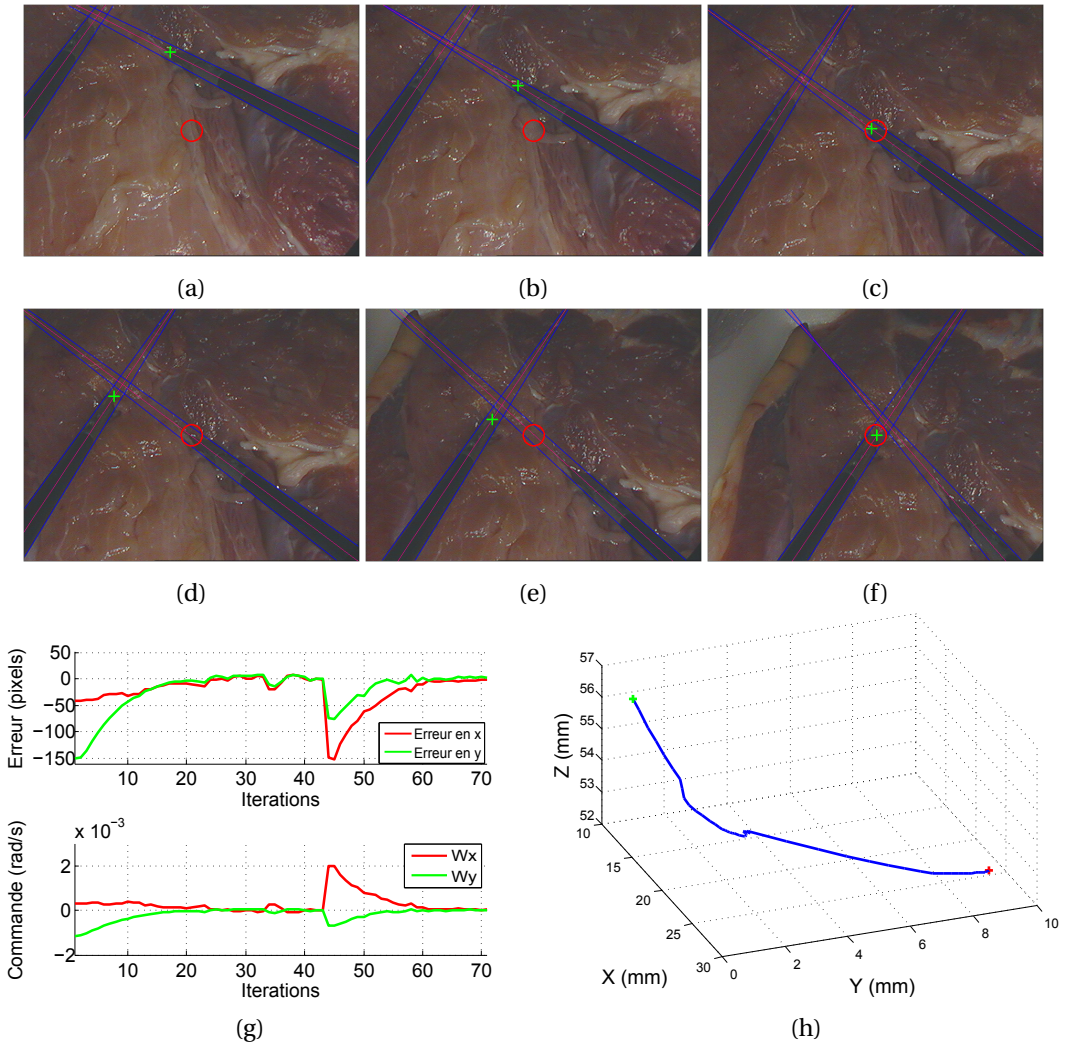 (a)
(b)
(c)
(d)
(e)
(f)
Erreur (pixels)
50
0
−50
−100
−150
10 20 30 40 50 60 70
Iterations
Erreur en x
Erreur en y
x 10⁻³
Commande (rad/s)
2
0
−2
10 20 30 40 50 60 70
Iterations
Wx
Wy
(g)
Z (mm)
57
56
55
54
53
52
10
15
20
25
30
X (mm)
0
2
4
6
8
10
Y (mm)
(h)